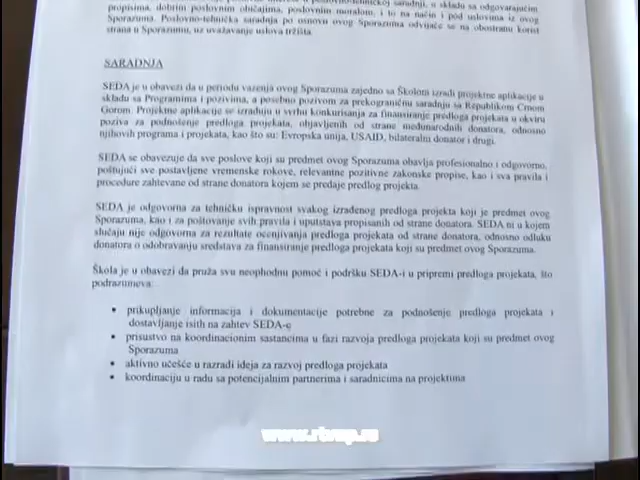 propisima, dobrim poslovnim običajima, poslovnim moralom, i to na način i pod uslovima iz ovog
Sporazuma. Poslovno-tehnička saradnja po osnovu ovog Sporazuma odvijaće se na obostranu korist
strana u Sporazumu, uz uvažavanje uslova tržišta.
SARADNJA
SEDA je u obavezi da u periodu važenja ovog Sporazuma zajedno sa Školom izradi projektne aplikacije u
skladu sa Programima i pozivima, a posebno pozivom za prekograničnu saradnju sa Republikom Crnom
Gorom. Projektne aplikacije se izrađuju u svrhu konkurisanja za finansiranje predloga projekata u okviru
poziva za podnošenje predloga projekata, objavljenih od strane međunarodnih donatora, odnosno
njihovih programa i projekata, kao što su: Evropska unija, USAID, bilateralni donator i drugi.
SEDA se obavezuje da sve poslove koji su predmet ovog Sporazuma obavlja profesionalno i odgovorno,
poštujući sve postavljene vremenske rokove, relevantne pozitivne zakonske propise, kao i sva pravila i
procedure zahtevane od strane donatora kojem se predaje predlog projekta.
SEDA je odgovorna za tehničku ispravnost svakog izrađenog predloga projekta koji je predmet ovog
Sporazuma, kao i za poštovanje svih pravila i uputstava propisanih od strane donatora. SEDA ni u kojem
slučaju nije odgovorna za rezultate ocenjivanja predloga projekata od strane donatora, odnosno odluku
donatora o odobravanju sredstava za finansiranje predloga projekata koji su predmet ovog Sporazuma.
Škola je u obavezi da pruža svu neophodnu pomoć i podršku SEDA-i u pripremi predloga projekata, što
podrazumeva:
• prikupljanje informacija i dokumentacije potrebne za podnošenje predloga projekata i
dostavljanje istih na zahtev SEDA-e
• prisustvo na koordinacionim sastancima u fazi razvoja predloga projekata koji su predmet ovog
Sporazuma
• aktivno učešće u razradi ideja za razvoj predloga projekata
• koordinaciju u radu sa potencijalnim partnerima i saradnicima na projektima